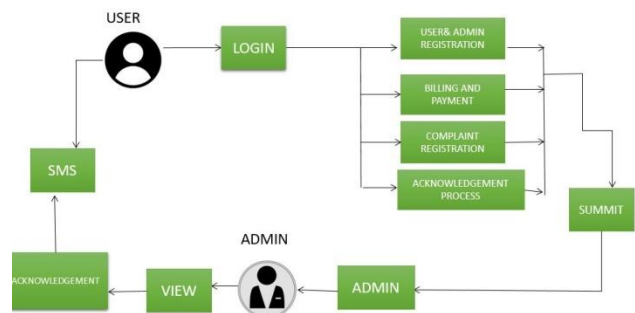 USER
LOGIN
USER& ADMIN
REGISTRATION
BILLING AND
PAYMENT
COMPLAINT
REGISTRATION
ACKNOWLEDGEMENT
PROCESS
SMS
SUMMIT
ADMIN
ADMIN
VIEW
ACKNOWLEDGEMENT